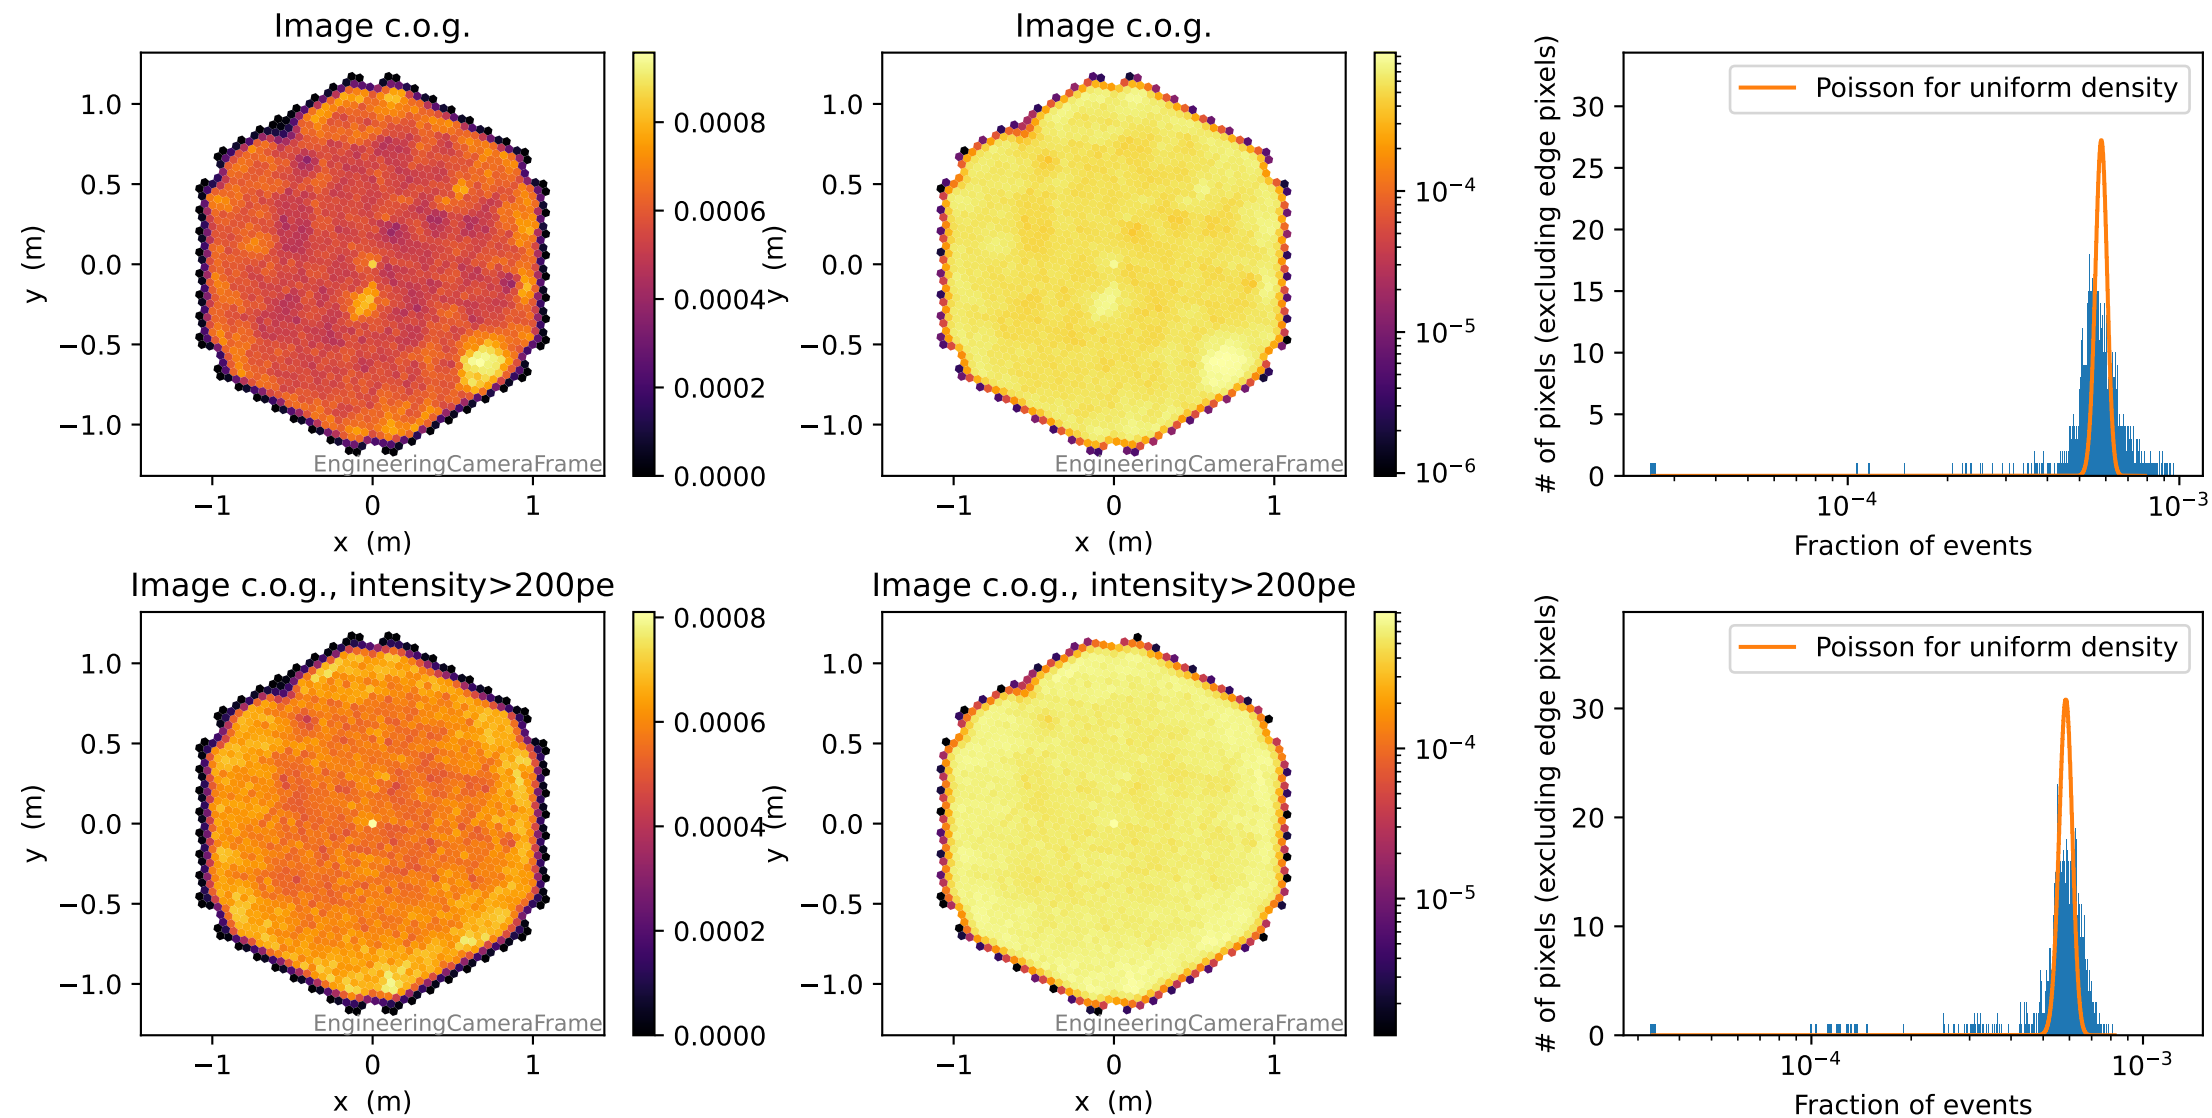 Image c.o.g.
1.0
0.5
0.0
−0.5
−1.0
y (m)
−1
0
1
x (m)
EngineeringCameraFrame
0.0008
0.0006
0.0004
0.0002
0.0000
Image c.o.g.
1.0
0.5
0.0
−0.5
−1.0
y (m)
−1
0
1
x (m)
EngineeringCameraFrame
10⁻⁴
10⁻⁵
10⁻⁶
Poisson for uniform density
# of pixels (excluding edge pixels)
30
25
20
15
10
5
0
10⁻⁴
10⁻³
Fraction of events
Image c.o.g., intensity>200pe
1.0
0.5
0.0
−0.5
−1.0
y (m)
−1
0
1
x (m)
EngineeringCameraFrame
0.0008
0.0006
0.0004
0.0002
0.0000
Image c.o.g., intensity>200pe
1.0
0.5
0.0
−0.5
−1.0
y (m)
−1
0
1
x (m)
EngineeringCameraFrame
10⁻⁴
10⁻⁵
Poisson for uniform density
# of pixels (excluding edge pixels)
30
20
10
0
10⁻⁴
10⁻³
Fraction of events